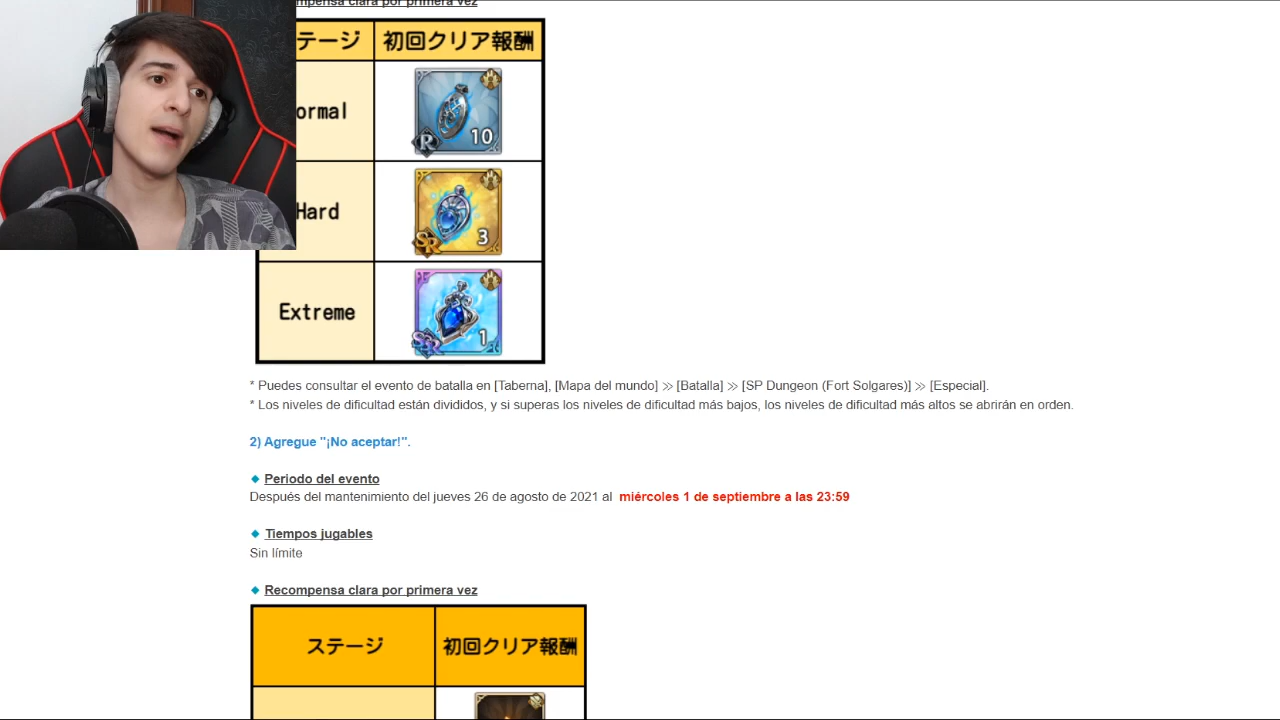 mpensa clara por primera vez
テージ 初回クリア報酬
ormal R 10
Hard SR 3
Extreme SSR 1
* Puedes consultar el evento de batalla en [Taberna], [Mapa del mundo] >> [Batalla] >> [SP Dungeon (Fort Solgares)] >> [Especial].
* Los niveles de dificultad están divididos, y si superas los niveles de dificultad más bajos, los niveles de dificultad más altos se abrirán en orden.
2) Agregue "¡No aceptar!".
◆ Periodo del evento
Después del mantenimiento del jueves 26 de agosto de 2021 al miércoles 1 de septiembre a las 23:59
◆ Tiempos jugables
Sin límite
◆ Recompensa clara por primera vez
ステージ 初回クリア報酬